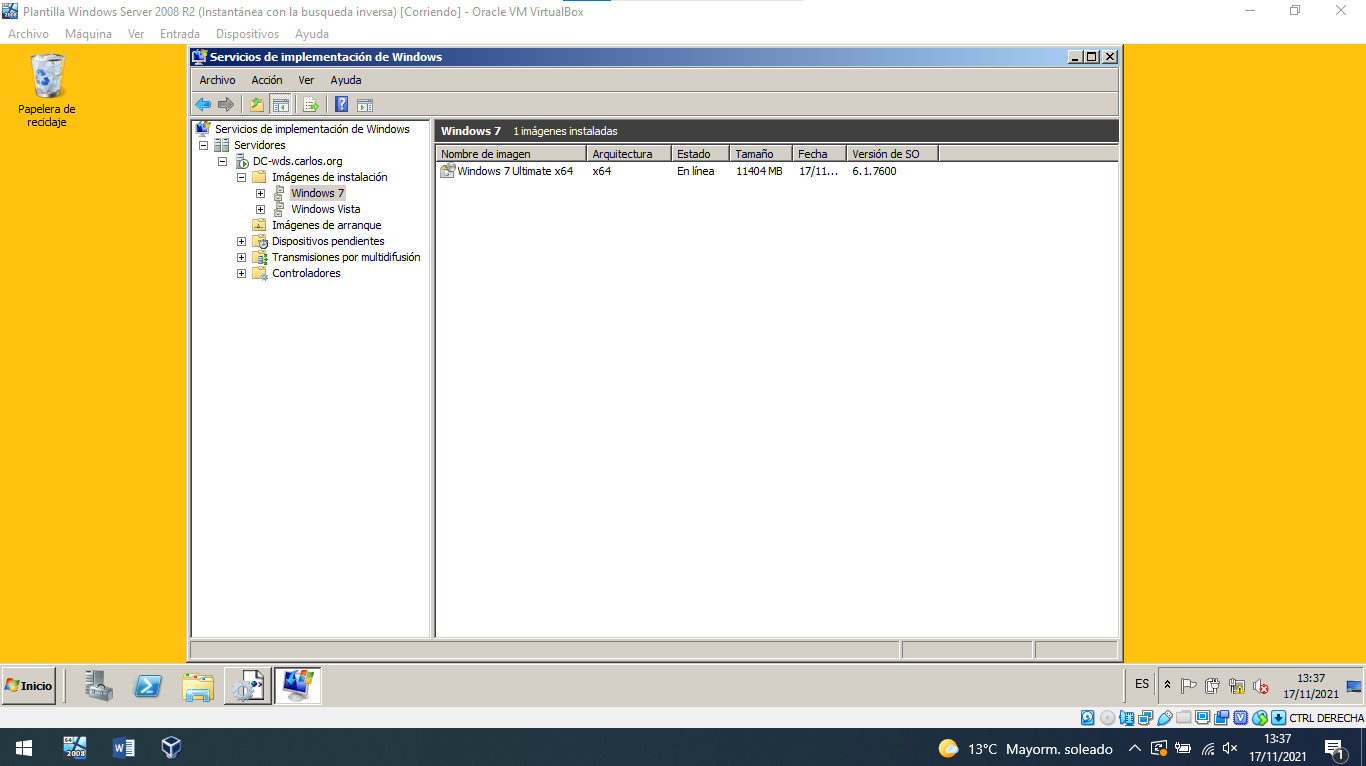 Plantilla Windows Server 2008 R2 (Instantánea con la busqueda inversa) [Corriendo] - Oracle VM VirtualBox
Archivo Máquina Ver Entrada Dispositivos Ayuda
Papelera de
reciclaje
Servicios de implementación de Windows
Archivo Acción Ver Ayuda
Servicios de implementación de Windows
Servidores
DC-wds.carlos.org
Imágenes de instalación
Windows 7
Windows Vista
Imágenes de arranque
Dispositivos pendientes
Transmisiones por multidifusión
Controladores
Windows 7 1 imágenes instaladas
Nombre de imagen Arquitectura Estado Tamaño Fecha Versión de SO
Windows 7 Ultimate x64 x64 En línea 11404 MB 17/11... 6.1.7600
Inicio
ES
13:37
17/11/2021
CTRL DERECHA
2008
13°C Mayorm. soleado
13:37
17/11/2021
1